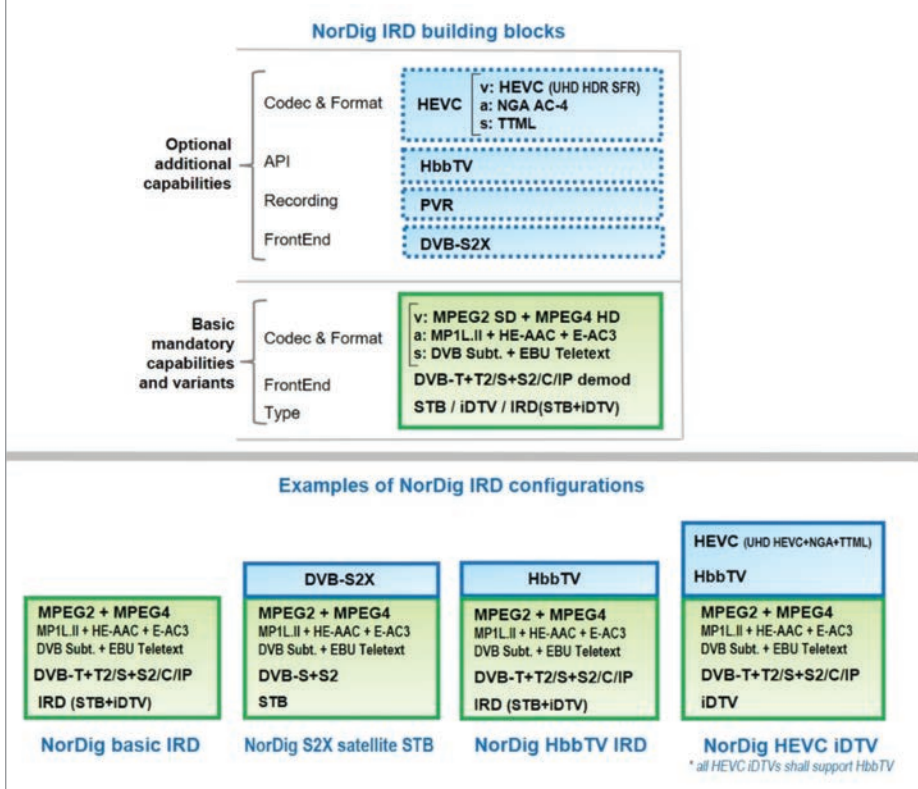 NorDig IRD building blocks
Optional
additional
capabilities
Codec & Format
HEVC
v: HEVC (UHD HDR SFR)
a: NGA AC-4
s: TTML
API
HbbTV
Recording
PVR
FrontEnd
DVB-S2X
Basic
mandatory
capabilities
and variants
Codec & Format
v: MPEG2 SD + MPEG4 HD
a: MP1L.II + HE-AAC + E-AC3
s: DVB Subt. + EBU Teletext
FrontEnd
DVB-T+T2/S+S2/C/IP demod
Type
STB / iDTV / IRD(STB+iDTV)
Examples of NorDig IRD configurations
MPEG2 + MPEG4
MP1L.II + HE-AAC + E-AC3
DVB Subt. + EBU Teletext
DVB-T+T2/S+S2/C/IP
IRD (STB+iDTV)
NorDig basic IRD
DVB-S2X
MPEG2 + MPEG4
MP1L.II + HE-AAC + E-AC3
DVB Subt. + EBU Teletext
DVB-S+S2
STB
NorDig S2X satellite STB
HbbTV
MPEG2 + MPEG4
MP1L.II + HE-AAC + E-AC3
DVB Subt. + EBU Teletext
DVB-T+T2/S+S2/C/IP
IRD (STB+iDTV)
NorDig HbbTV IRD
HEVC (UHD HEVC+NGA+TTML)
HbbTV
MPEG2 + MPEG4
MP1L.II + HE-AAC + E-AC3
DVB Subt. + EBU Teletext
DVB-T+T2/S+S2/C/IP
iDTV
NorDig HEVC iDTV
* all HEVC iDTVs shall support HbbTV